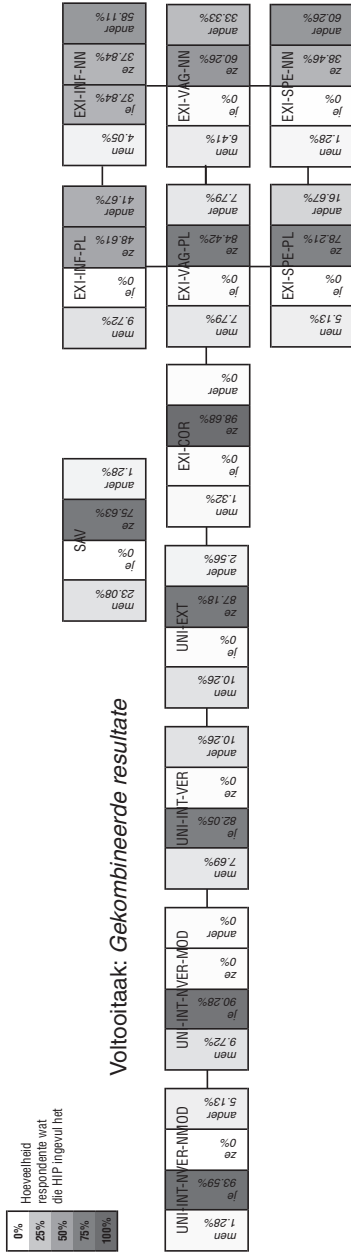 0%
25%
50%
75%
100%
Hoeveelheid
respondente wat
die HIP ingevul het
Voltooitaak: Gekombineerde resultate
SAV
men 23.08%
je 0%
ze 75.63%
ander 1.28%
EXI-INF-PL
men 9.72%
je 0%
ze 48.61%
ander 41.67%
EXI-INF-NN
men 4.05%
je 37.84%
ze 37.84%
ander 58.11%
UNI-INT-NVER-NMOD
men 1.28%
je 93.59%
ze 0%
ander 5.13%
UNI-INT-NVER-MOD
men 9.72%
je 90.28%
ze 0%
ander 0%
UNI-INT-VER
men 7.69%
je 82.05%
ze 0%
ander 10.26%
UNI-EXT
men 10.26%
je 0%
ze 87.18%
ander 2.56%
EXI-COR
men 1.32%
je 0%
ze 98.68%
ander 0%
EXI-VAG-PL
men 7.79%
je 0%
ze 84.42%
ander 7.79%
EXI-VAG-NN
men 6.41%
je 0%
ze 60.26%
ander 33.33%
EXI-SPE-PL
men 5.13%
je 0%
ze 78.21%
ander 16.67%
EXI-SPE-NN
men 1.28%
je 0%
ze 38.46%
ander 60.26%